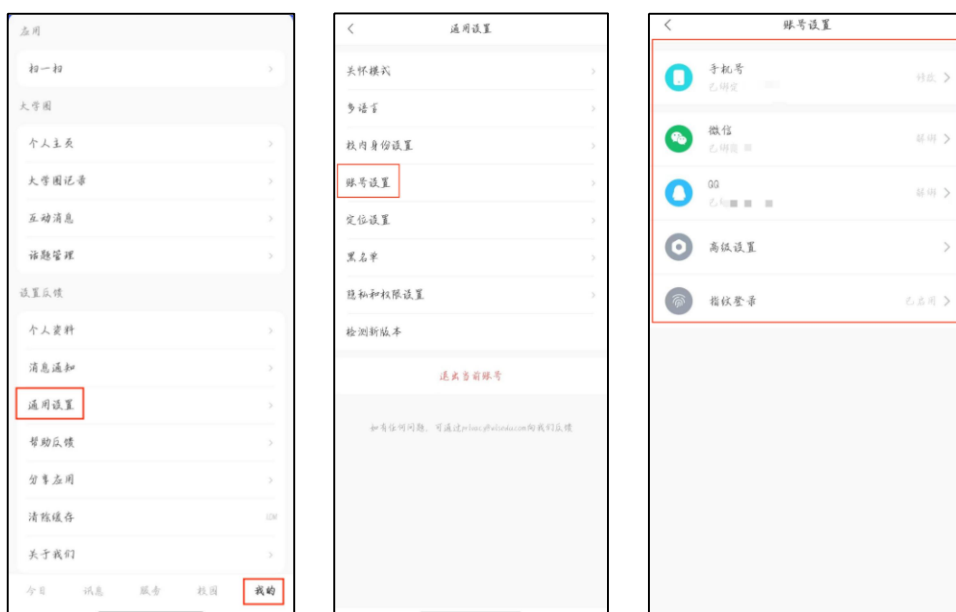 应用
扫一扫
大学圈
个人主页
大学圈记录
互动消息
话题管理
设置反馈
个人资料
消息通知
通用设置
帮助反馈
分享应用
清除缓存
关于我们
今日 讯息 服务 校园 我的
通用设置
关怀模式
多语言
校内身份设置
账号设置
定位设置
黑名单
隐私和权限设置
检测新版本
退出当前账号
账号设置
手机号
已绑定
修改
微信
已绑定
解绑
QQ
解绑
高级设置
指纹登录 已启用